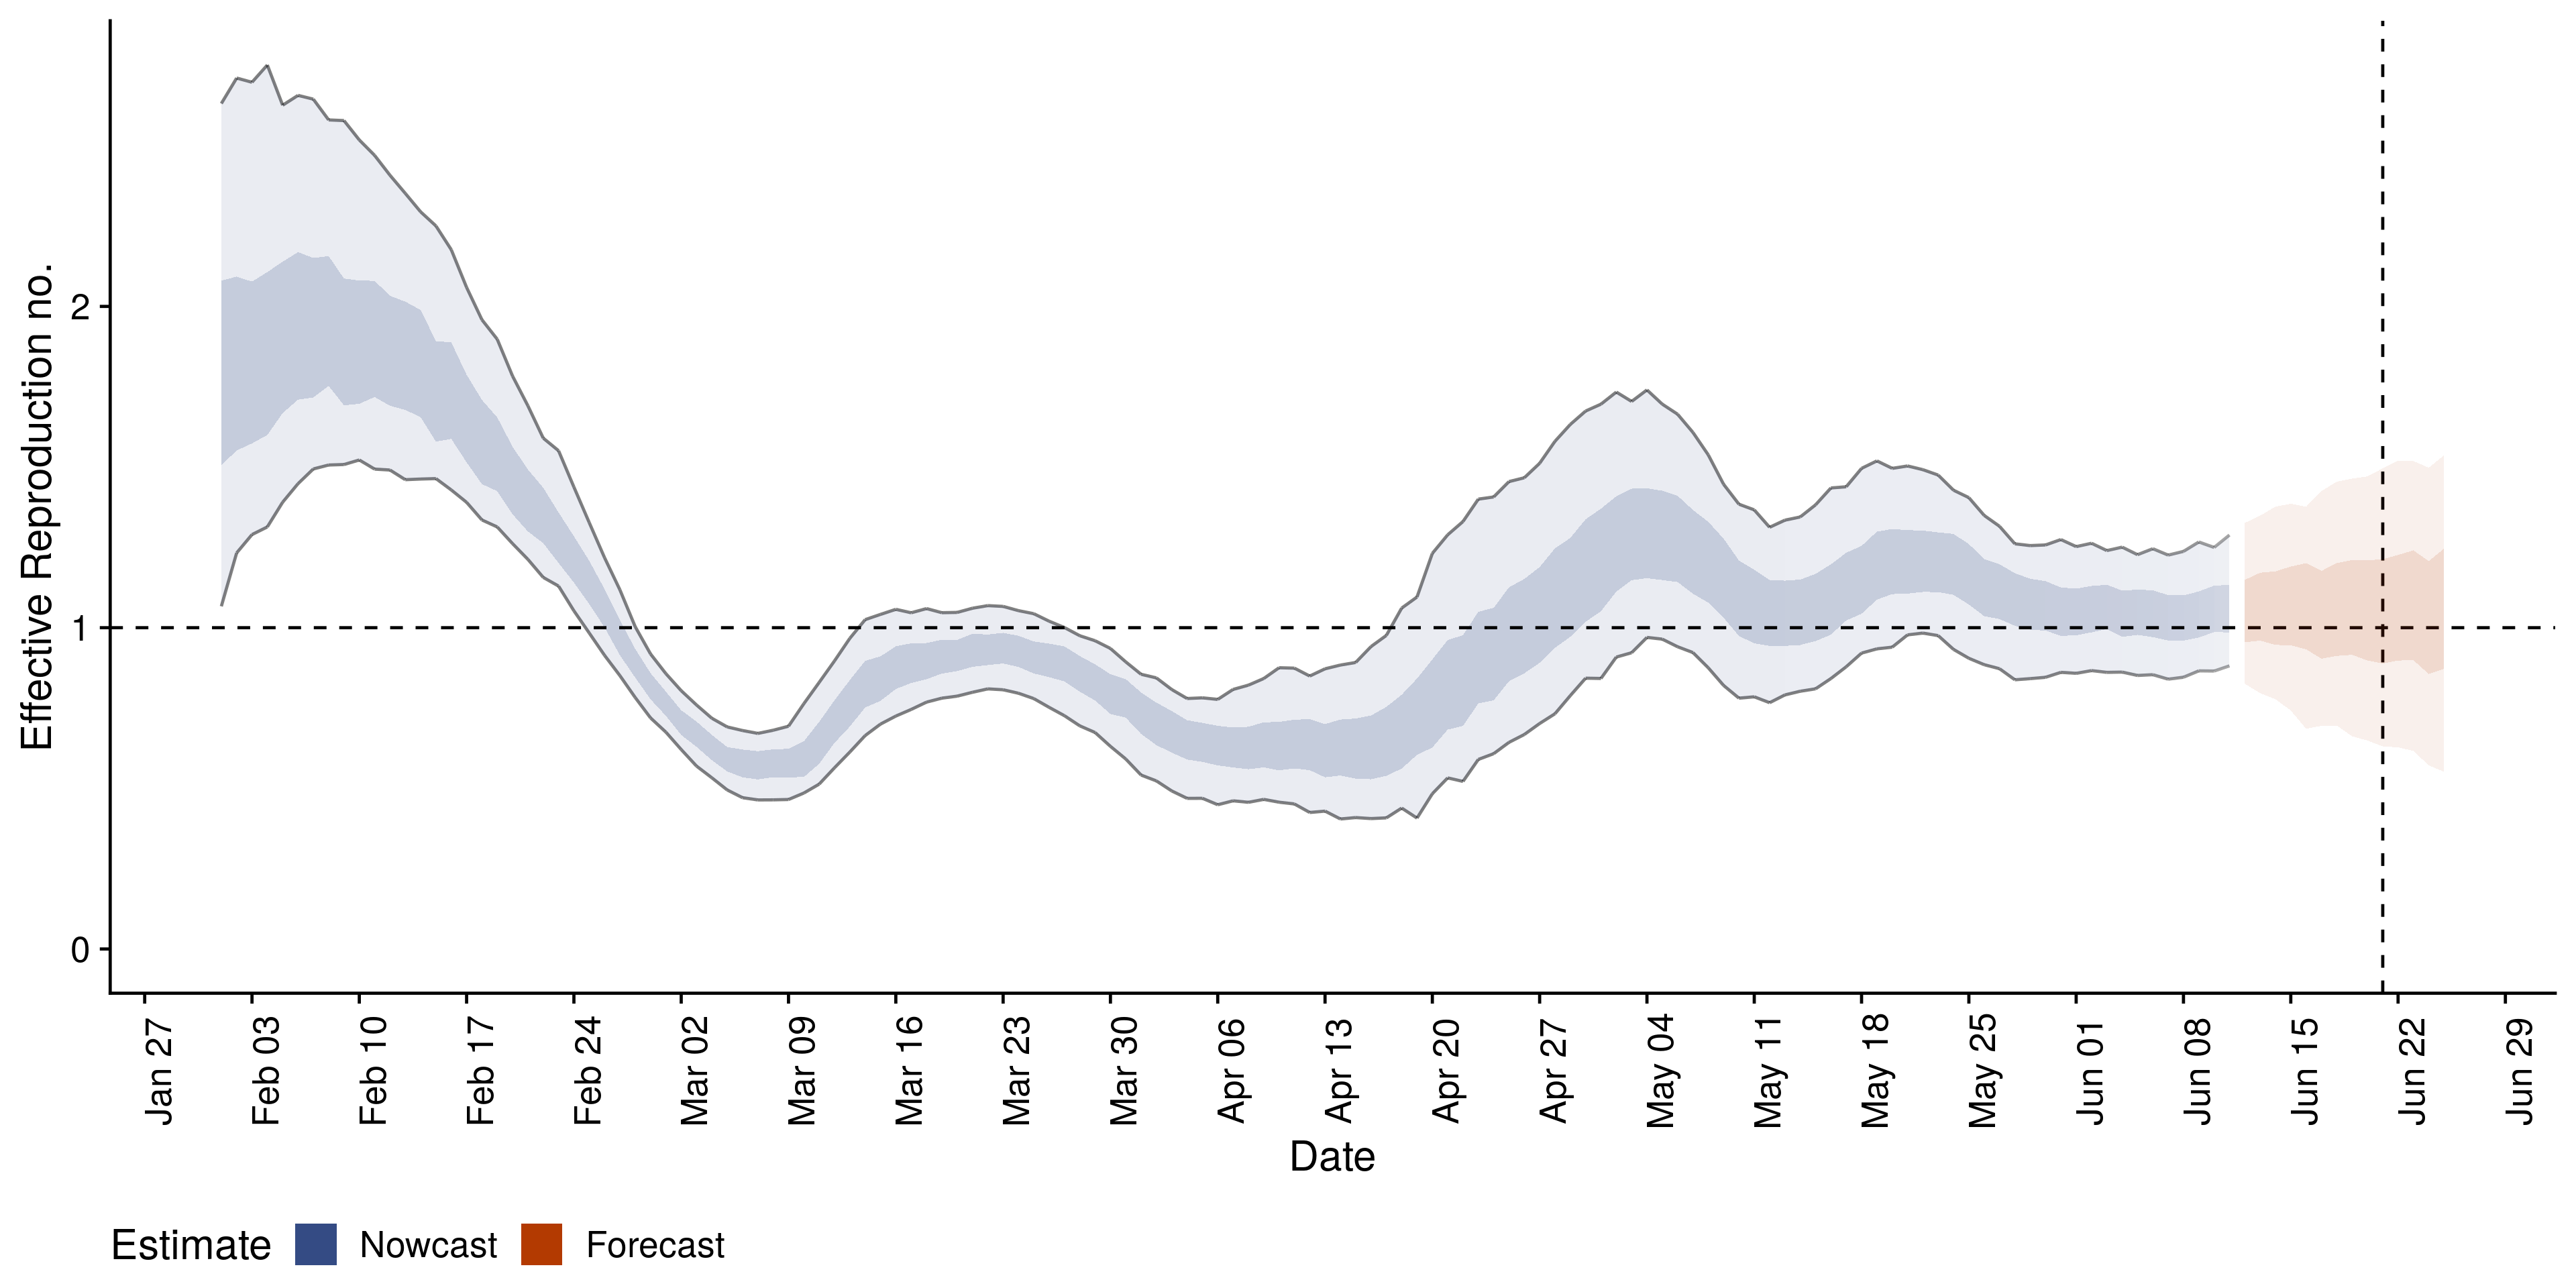 Effective Reproduction no.
2
1
0
Jan 27
Feb 03
Feb 10
Feb 17
Feb 24
Mar 02
Mar 09
Mar 16
Mar 23
Mar 30
Apr 06
Apr 13
Apr 20
Apr 27
May 04
May 11
May 18
May 25
Jun 01
Jun 08
Jun 15
Jun 22
Jun 29
Date
Estimate Nowcast Forecast